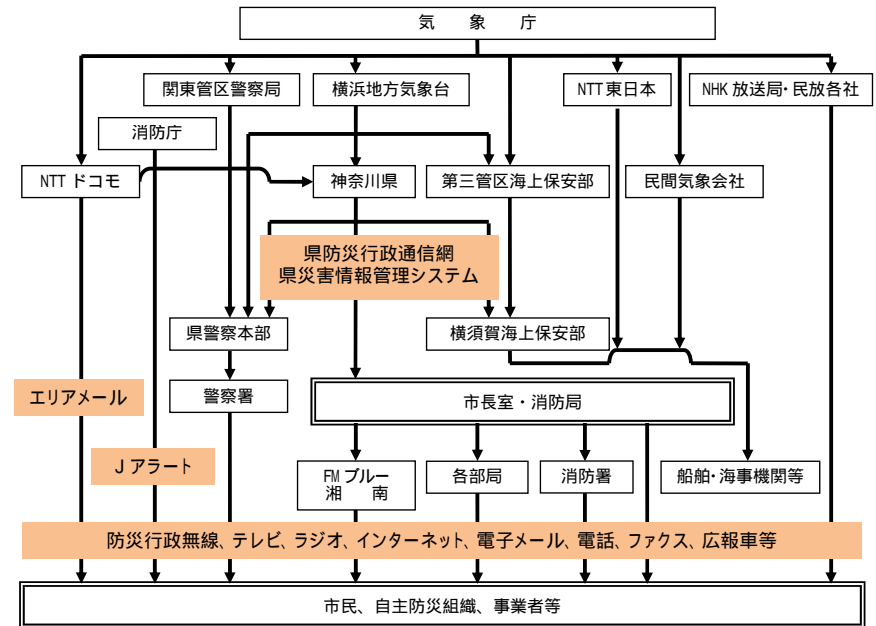 気　象　庁
関東管区警察局
横浜地方気象台
NTT東日本
NHK 放送局・民放各社
消防庁
NTT ドコモ
神奈川県
第三管区海上保安部
民間気象会社
県防災行政通信網
県災害情報管理システム
県警察本部
横須賀海上保安部
エリアメール
警察署
市長室・消防局
Jアラート
FM ブルー
湘　南
各部局
消防署
船舶・海事機関等
防災行政無線、テレビ、ラジオ、インターネット、電子メール、電話、ファクス、広報車等
市民、自主防災組織、事業者等